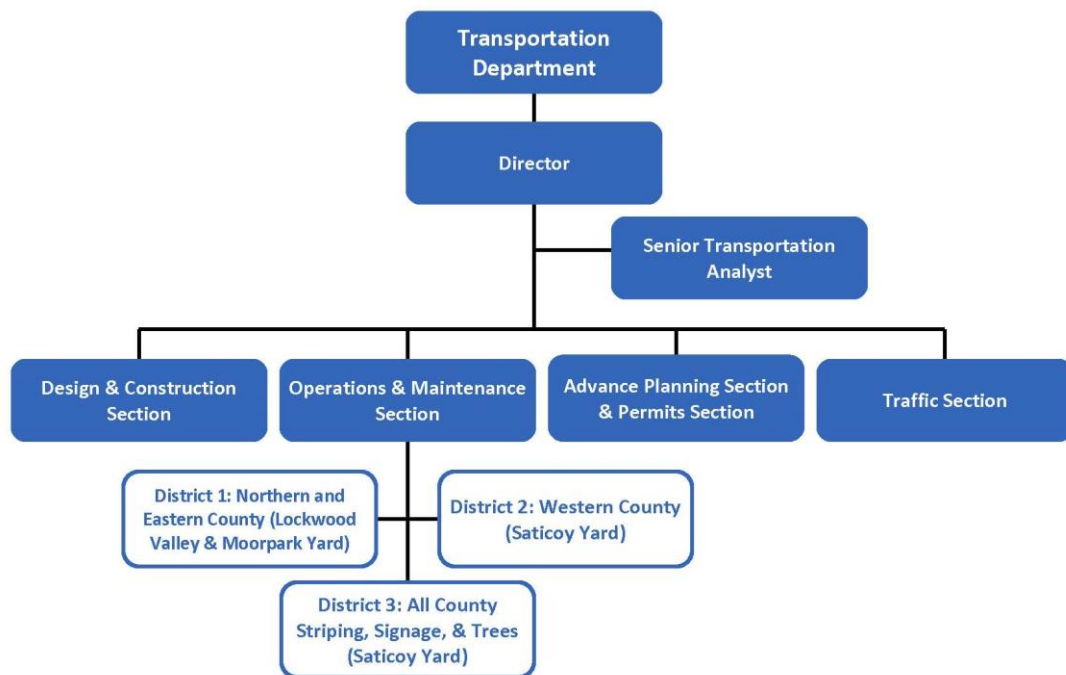 Transportation
Department
Director
Senior Transportation
Analyst
Design & Construction
Section
Operations & Maintenance
Section
Advance Planning Section
& Permits Section
Traffic Section
District 1: Northern and
Eastern County (Lockwood
Valley & Moorpark Yard)
District 2: Western County
(Saticoy Yard)
District 3: All County
Striping, Signage, & Trees
(Saticoy Yard)